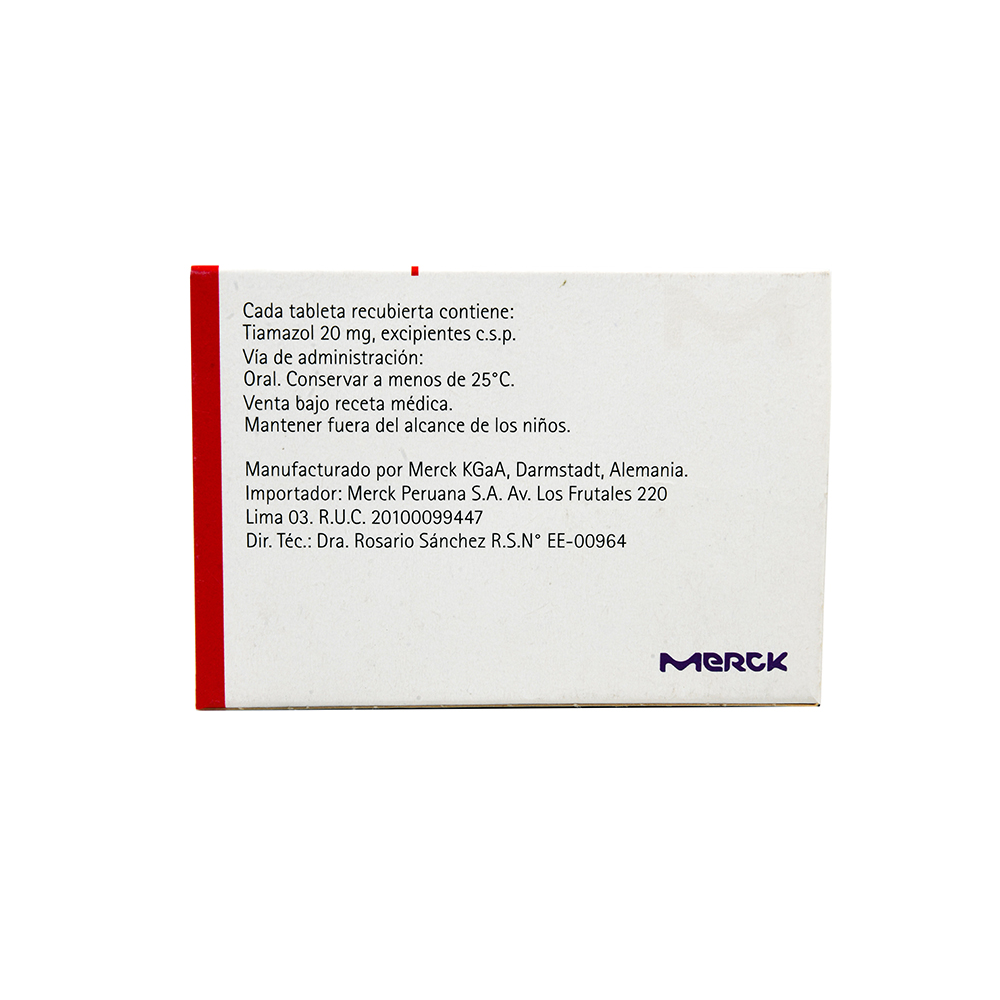 Cada tableta recubierta contiene:
Tiamazol 20 mg, excipientes c.s.p.
Vía de administración:
Oral. Conservar a menos de 25°C.
Venta bajo receta médica.
Mantener fuera del alcance de los niños.
Manufacturado por Merck KGaA, Darmstadt, Alemania.
Importador: Merck Peruana S.A. Av. Los Frutales 220
Lima 03. R.U.C. 20100099447
Dir. Téc.: Dra. Rosario Sánchez R.S.N° EE-00964
MERCK